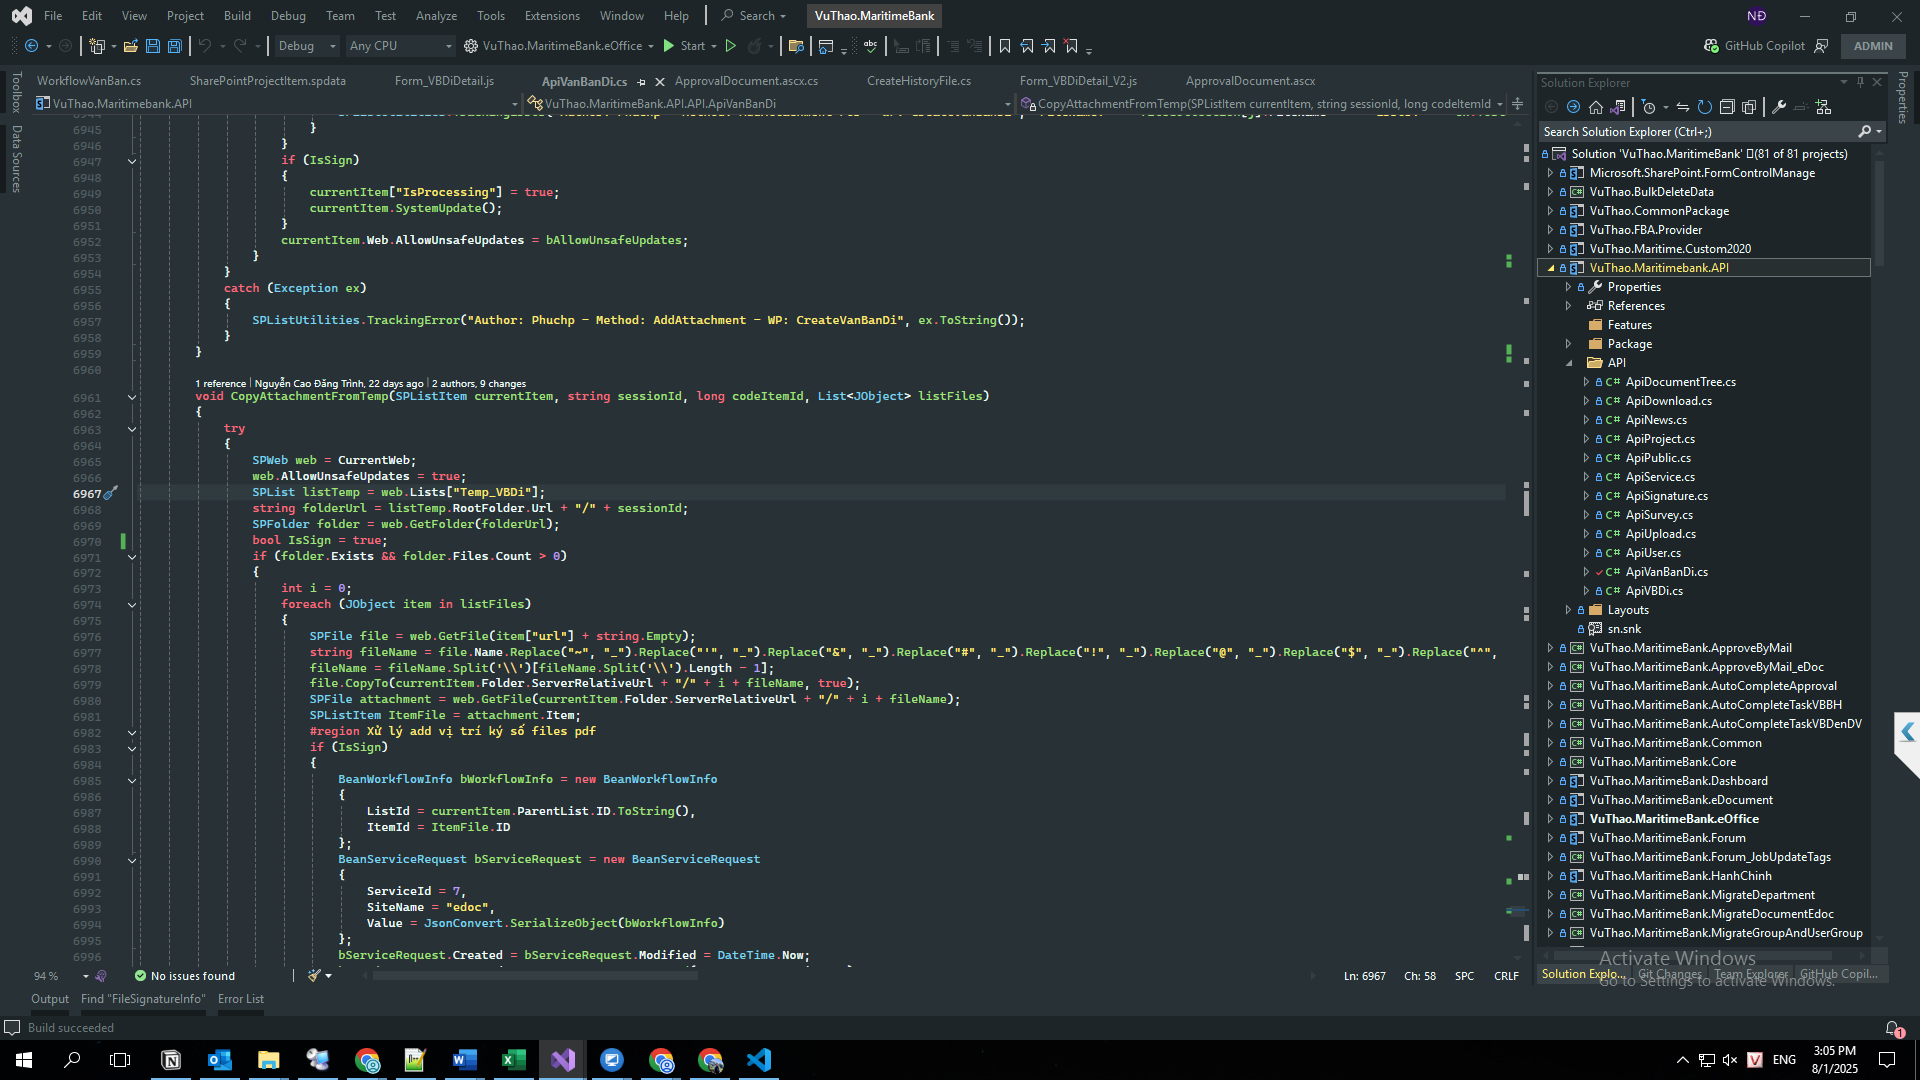 File Edit View Project Build Debug Team Test Analyze Tools Extensions Window Help Search VuThao.MaritimeBank NĐ
Debug Any CPU VuThao.MaritimeBank.eOffice Start GitHub Copilot ADMIN
WorkflowVanBan.cs SharePointProjectItem.spdata Form_VBDiDetail.js ApiVanBanDi.cs ApprovalDocument.ascx.cs CreateHistoryFile.cs Form_VBDiDetail_V2.js ApprovalDocument.ascx
VuThao.Maritimebank.API VuThao.MaritimeBank.API.API.ApiVanBanDi CopyAttachmentFromTemp(SPListItem currentItem, string sessionId, long codeItemId
Toolbox
Data Sources
6945 }
6946 }
6947 if (IsSign)
6948 {
6949 currentItem["IsProcessing"] = true;
6950 currentItem.SystemUpdate();
6951 }
6952 currentItem.Web.AllowUnsafeUpdates = bAllowUnsafeUpdates;
6953 }
6954 }
6955 catch (Exception ex)
6956 {
6957 SPListUtilities.TrackingError("Author: Phuchp - Method: AddAttachment - WP: CreateVanBanDi", ex.ToString());
6958 }
6959 }
6960
1 reference | Nguyễn Cao Đăng Trình, 22 days ago | 2 authors, 9 changes
6961 void CopyAttachmentFromTemp(SPListItem currentItem, string sessionId, long codeItemId, List<JObject> listFiles)
6962 {
6963 try
6964 {
6965 SPWeb web = CurrentWeb;
6966 web.AllowUnsafeUpdates = true;
6967 SPList listTemp = web.Lists["Temp_VBDi"];
6968 string folderUrl = listTemp.RootFolder.Url + "/" + sessionId;
6969 SPFolder folder = web.GetFolder(folderUrl);
6970 bool IsSign = true;
6971 if (folder.Exists && folder.Files.Count > 0)
6972 {
6973 int i = 0;
6974 foreach (JObject item in listFiles)
6975 {
6976 SPFile file = web.GetFile(item["url"] + string.Empty);
6977 string fileName = file.Name.Replace("~", "_").Replace("'", "_").Replace("&", "_").Replace("#", "_").Replace("!", "_").Replace("@", "_").Replace("$", "_").Replace("^",
6978 fileName = fileName.Split('\\')[fileName.Split('\\').Length - 1];
6979 file.CopyTo(currentItem.Folder.ServerRelativeUrl + "/" + i + fileName, true);
6980 SPFile attachment = web.GetFile(currentItem.Folder.ServerRelativeUrl + "/" + i + fileName);
6981 SPListItem ItemFile = attachment.Item;
6982 #region Xử lý add vị trí ký số files pdf
6983 if (IsSign)
6984 {
6985 BeanWorkflowInfo bWorkflowInfo = new BeanWorkflowInfo
6986 {
6987 ListId = currentItem.ParentList.ID.ToString(),
6988 ItemId = ItemFile.ID
6989 };
6990 BeanServiceRequest bServiceRequest = new BeanServiceRequest
6991 {
6992 ServiceId = 7,
6993 SiteName = "edoc",
6994 Value = JsonConvert.SerializeObject(bWorkflowInfo)
6995 };
6996 bServiceRequest.Created = bServiceRequest.Modified = DateTime.Now;
94 % No issues found Ln: 6967 Ch: 58 SPC CRLF
Output Find "FileSignatureInfo" Error List
Build succeeded
Solution Explorer
Properties
Search Solution Explorer (Ctrl+;)
Solution 'VuThao.MaritimeBank' (81 of 81 projects)
Microsoft.SharePoint.FormControlManage
VuThao.BulkDeleteData
VuThao.CommonPackage
VuThao.FBA.Provider
VuThao.Maritime.Custom2020
VuThao.Maritimebank.API
Properties
References
Features
Package
API
C# ApiDocumentTree.cs
C# ApiDownload.cs
C# ApiNews.cs
C# ApiProject.cs
C# ApiPublic.cs
C# ApiService.cs
C# ApiSignature.cs
C# ApiSurvey.cs
C# ApiUpload.cs
C# ApiUser.cs
C# ApiVanBanDi.cs
C# ApiVBDi.cs
Layouts
sn.snk
VuThao.MaritimeBank.ApproveByMail
VuThao.MaritimeBank.ApproveByMail_eDoc
VuThao.MaritimeBank.AutoCompleteApproval
VuThao.MaritimeBank.AutoCompleteTaskVBBH
VuThao.MaritimeBank.AutoCompleteTaskVBDenDV
VuThao.MaritimeBank.Common
VuThao.MaritimeBank.Core
VuThao.MaritimeBank.Dashboard
VuThao.MaritimeBank.eDocument
VuThao.MaritimeBank.eOffice
VuThao.MaritimeBank.Forum
VuThao.MaritimeBank.Forum_JobUpdateTags
VuThao.MaritimeBank.HanhChinh
VuThao.MaritimeBank.MigrateDepartment
VuThao.MaritimeBank.MigrateDocumentEdoc
VuThao.MaritimeBank.MigrateGroupAndUserGroup
Activate Windows
Go to Settings to activate Windows.
Solution Explo... Git Changes Team Explorer GitHub Copil...
1
ENG
3:05 PM
8/1/2025